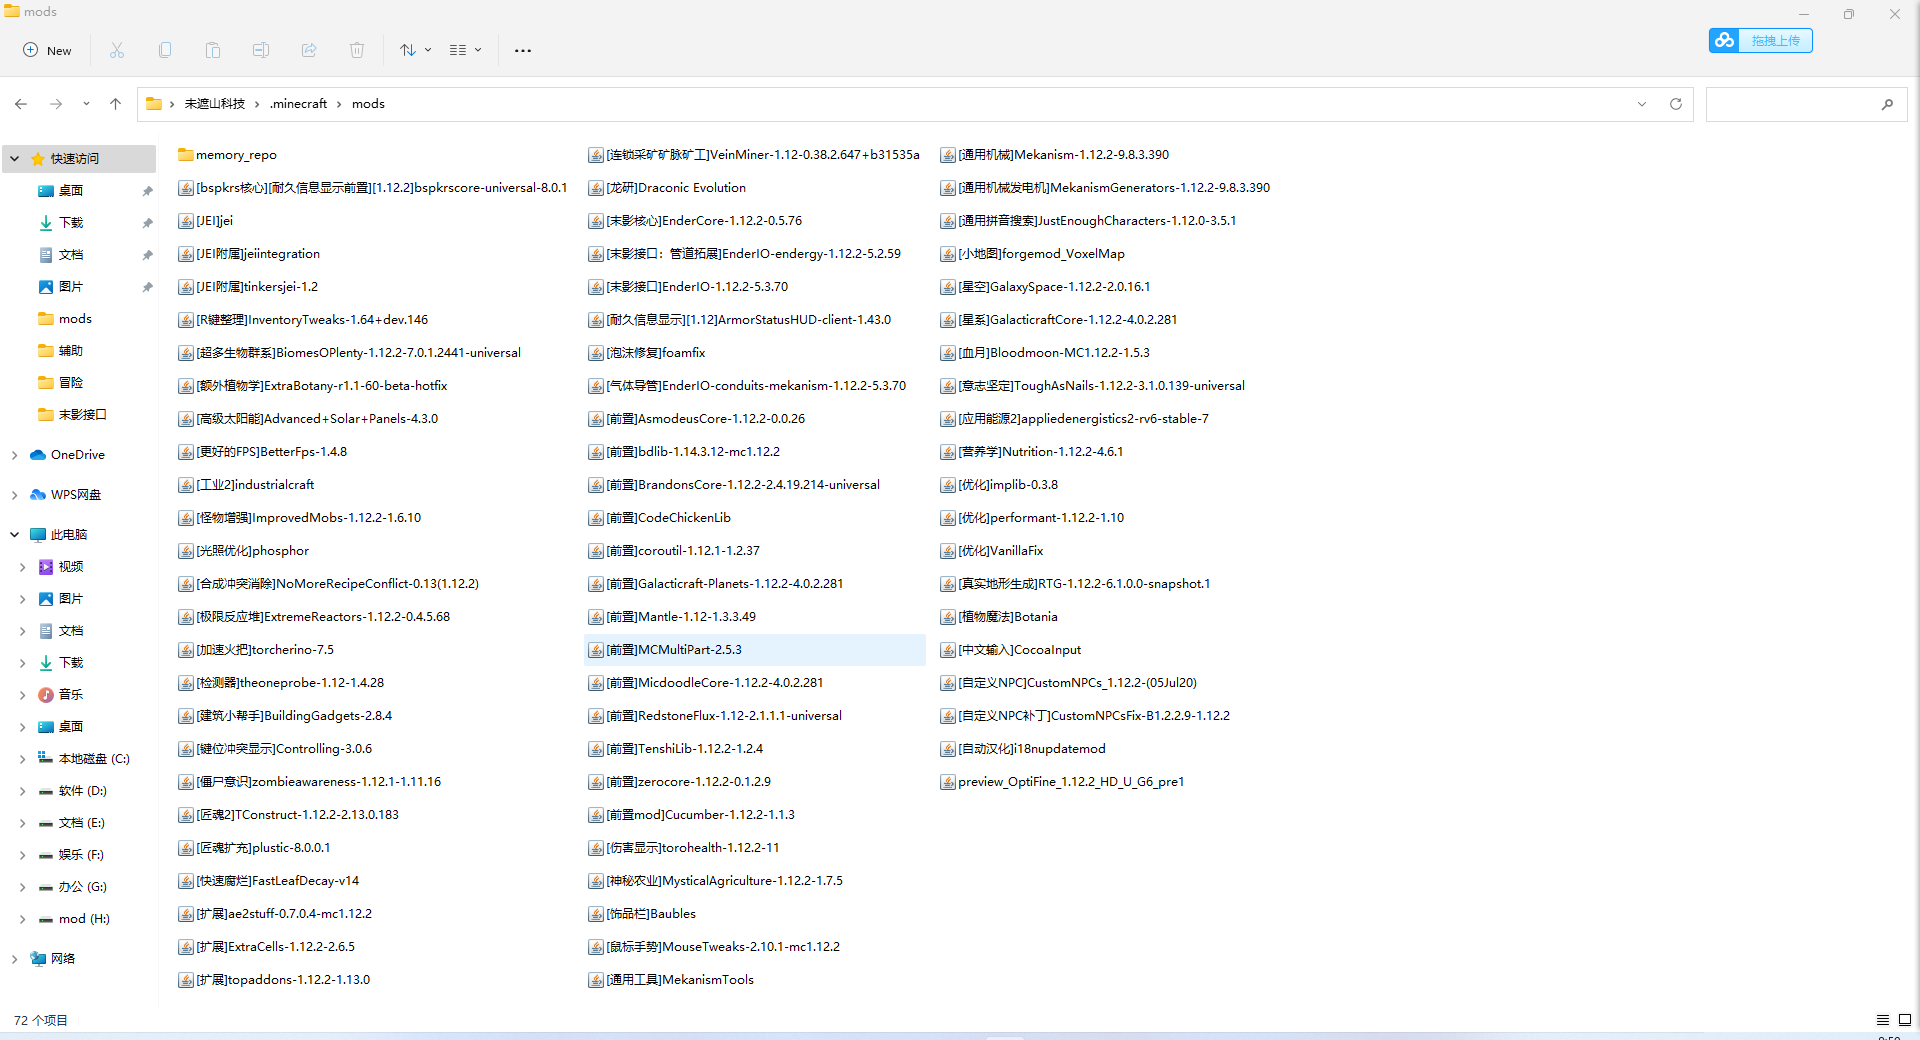 mods
New
拖拽上传
未遮山科技 > .minecraft > mods
快速访问
桌面
下载
文档
图片
mods
辅助
冒险
末影接口
OneDrive
WPS网盘
此电脑
视频
图片
文档
下载
音乐
桌面
本地磁盘 (C:)
软件 (D:)
文档 (E:)
娱乐 (F:)
办公 (G:)
mod (H:)
网络
memory_repo
[bspkrs核心][耐久信息显示前置][1.12.2]bspkrscore-universal-8.0.1
[JEI]jei
[JEI附属]jeiintegration
[JEI附属]tinkersjei-1.2
[R键整理]InventoryTweaks-1.64+dev.146
[超多生物群系]BiomesOPlenty-1.12.2-7.0.1.2441-universal
[额外植物学]ExtraBotany-r1.1-60-beta-hotfix
[高级太阳能]Advanced+Solar+Panels-4.3.0
[更好的FPS]BetterFps-1.4.8
[工业2]industrialcraft
[怪物增强]ImprovedMobs-1.12.2-1.6.10
[光照优化]phosphor
[合成冲突消除]NoMoreRecipeConflict-0.13(1.12.2)
[极限反应堆]ExtremeReactors-1.12.2-0.4.5.68
[加速火把]torcherino-7.5
[检测器]theoneprobe-1.12-1.4.28
[建筑小帮手]BuildingGadgets-2.8.4
[键位冲突显示]Controlling-3.0.6
[僵尸意识]zombieawareness-1.12.1-1.11.16
[匠魂2]TConstruct-1.12.2-2.13.0.183
[匠魂扩充]plustic-8.0.0.1
[快速腐烂]FastLeafDecay-v14
[扩展]ae2stuff-0.7.0.4-mc1.12.2
[扩展]ExtraCells-1.12.2-2.6.5
[扩展]topaddons-1.12.2-1.13.0
[连锁采矿矿脉矿工]VeinMiner-1.12-0.38.2.647+b31535a
[龙研]Draconic Evolution
[末影核心]EnderCore-1.12.2-0.5.76
[末影接口：管道拓展]EnderIO-endergy-1.12.2-5.2.59
[末影接口]EnderIO-1.12.2-5.3.70
[耐久信息显示][1.12]ArmorStatusHUD-client-1.43.0
[泡沫修复]foamfix
[气体导管]EnderIO-conduits-mekanism-1.12.2-5.3.70
[前置]AsmodeusCore-1.12.2-0.0.26
[前置]bdlib-1.14.3.12-mc1.12.2
[前置]BrandonsCore-1.12.2-2.4.19.214-universal
[前置]CodeChickenLib
[前置]coroutil-1.12.1-1.2.37
[前置]Galacticraft-Planets-1.12.2-4.0.2.281
[前置]Mantle-1.12-1.3.3.49
[前置]MCMultiPart-2.5.3
[前置]MicdoodleCore-1.12.2-4.0.2.281
[前置]RedstoneFlux-1.12-2.1.1.1-universal
[前置]TenshiLib-1.12.2-1.2.4
[前置]zerocore-1.12.2-0.1.2.9
[前置mod]Cucumber-1.12.2-1.1.3
[伤害显示]torohealth-1.12.2-11
[神秘农业]MysticalAgriculture-1.12.2-1.7.5
[饰品栏]Baubles
[鼠标手势]MouseTweaks-2.10.1-mc1.12.2
[通用工具]MekanismTools
[通用机械]Mekanism-1.12.2-9.8.3.390
[通用机械发电机]MekanismGenerators-1.12.2-9.8.3.390
[通用拼音搜索]JustEnoughCharacters-1.12.0-3.5.1
[小地图]forgemod_VoxelMap
[星空]GalaxySpace-1.12.2-2.0.16.1
[星系]GalacticraftCore-1.12.2-4.0.2.281
[血月]Bloodmoon-MC1.12.2-1.5.3
[意志坚定]ToughAsNails-1.12.2-3.1.0.139-universal
[应用能源2]appliedenergistics2-rv6-stable-7
[营养学]Nutrition-1.12.2-4.6.1
[优化]implib-0.3.8
[优化]performant-1.12.2-1.10
[优化]VanillaFix
[真实地形生成]RTG-1.12.2-6.1.0.0-snapshot.1
[植物魔法]Botania
[中文输入]CocoaInput
[自定义NPC]CustomNPCs_1.12.2-(05Jul20)
[自定义NPC补丁]CustomNPCsFix-B1.2.2.9-1.12.2
[自动汉化]i18nupdatemod
preview_OptiFine_1.12.2_HD_U_G6_pre1
72 个项目